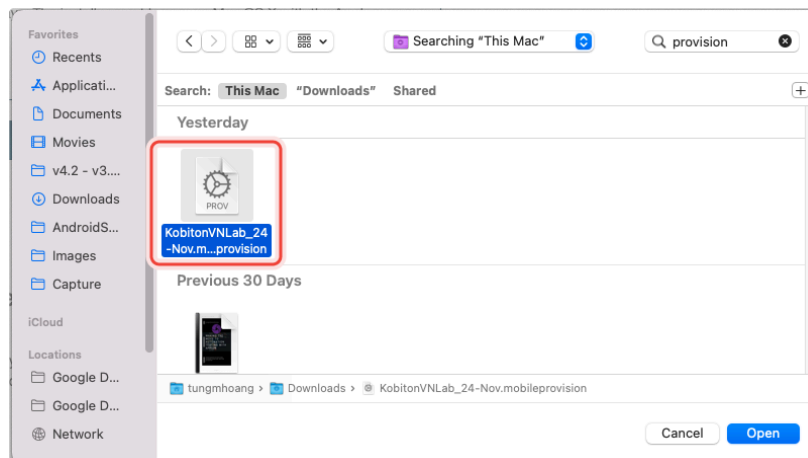 Favorites
Recents
Applicati...
Documents
Movies
v4.2 - v3....
Downloads
AndroidS...
Images
Capture
iCloud
Locations
Google D...
Google D...
Network
Searching "This Mac"
provision
Search: This Mac "Downloads" Shared
Yesterday
PROV
KobitonVNLab_24
-Nov.m...provision
Previous 30 Days
tungmhoang › Downloads › KobitonVNLab_24-Nov.mobileprovision
Cancel Open